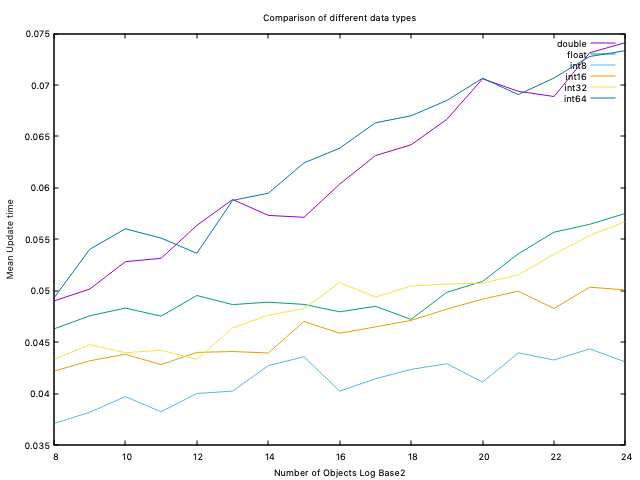 Comparison of different data types
0.075
0.07
0.065
0.06
0.055
0.05
0.045
0.04
0.035
Mean Update time
double
float
int8
int16
int32
int64
8 10 12 14 16 18 20 22 24
Number of Objects Log Base2